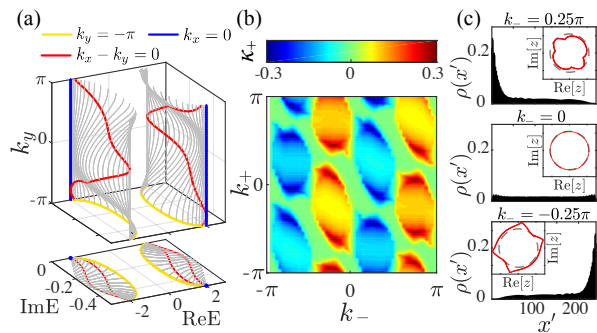 (a)
k_y = −π
k_x = 0
k_x − k_y = 0
π
0
-π
k_y
0
-0.2
-0.4
ImE
-2
0
2
ReE
(b)
κ_+
-0.3
0.3
π
0
-π
k_+
-π
π
k_−
(c)
k_− = 0.25π
0.2
0
ρ(x′)
Im[z]
Re[z]
k_− = 0
0.2
0
ρ(x′)
Im[z]
Re[z]
k_− = −0.25π
0.2
0
ρ(x′)
Im[z]
Re[z]
100
200
x′